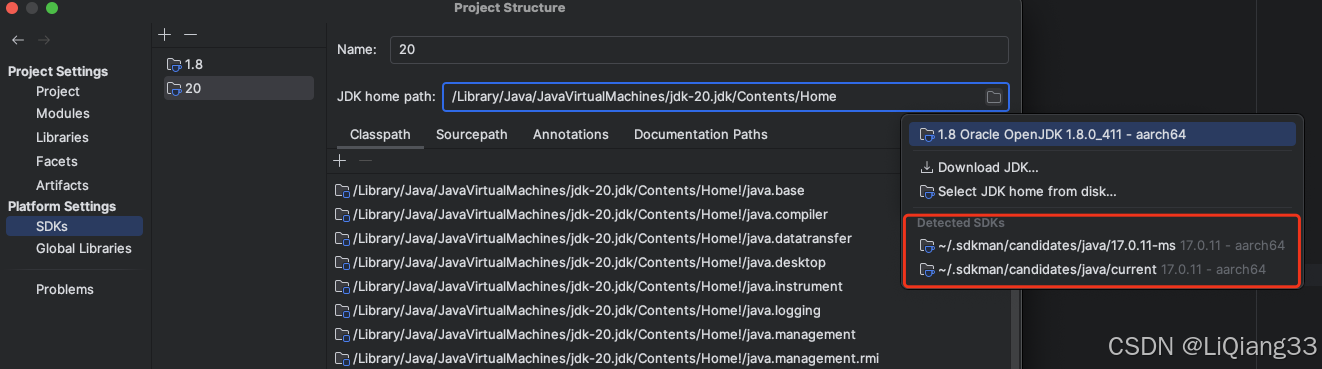 Project Structure
Project Settings
Project
Modules
Libraries
Facets
Artifacts
Platform Settings
SDKs
Global Libraries
Problems
1.8
20
Name: 20
JDK home path: /Library/Java/JavaVirtualMachines/jdk-20.jdk/Contents/Home
Classpath Sourcepath Annotations Documentation Paths
/Library/Java/JavaVirtualMachines/jdk-20.jdk/Contents/Home!/java.base
/Library/Java/JavaVirtualMachines/jdk-20.jdk/Contents/Home!/java.compiler
/Library/Java/JavaVirtualMachines/jdk-20.jdk/Contents/Home!/java.datatransfer
/Library/Java/JavaVirtualMachines/jdk-20.jdk/Contents/Home!/java.desktop
/Library/Java/JavaVirtualMachines/jdk-20.jdk/Contents/Home!/java.instrument
/Library/Java/JavaVirtualMachines/jdk-20.jdk/Contents/Home!/java.logging
/Library/Java/JavaVirtualMachines/jdk-20.jdk/Contents/Home!/java.management
/Library/Java/JavaVirtualMachines/jdk-20.jdk/Contents/Home!/java.management.rmi
1.8 Oracle OpenJDK 1.8.0_411 - aarch64
Download JDK...
Select JDK home from disk...
Detected SDKs
~/.sdkman/candidates/java/17.0.11-ms 17.0.11 - aarch64
~/.sdkman/candidates/java/current 17.0.11 - aarch64
CSDN @LiQiang33